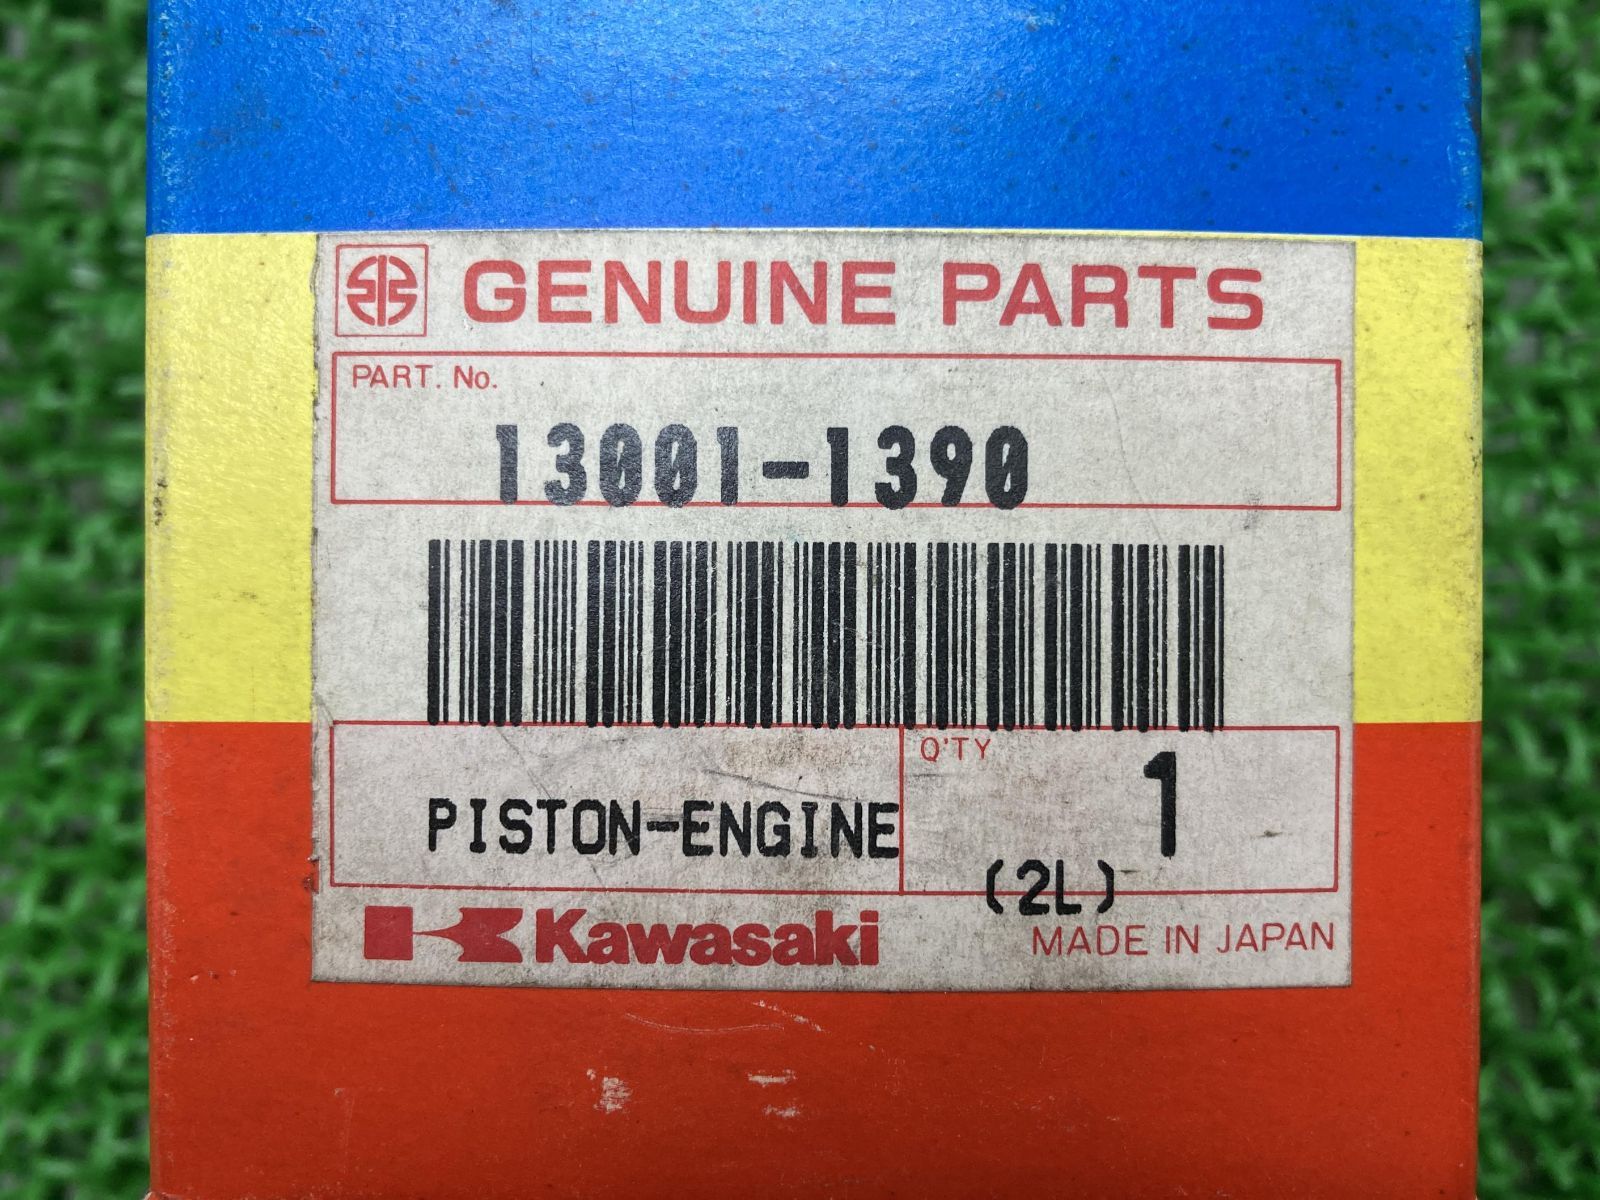 GENUINE PARTS
PART. No.
13001-1390
Q'TY
PISTON-ENGINE
1
(2L)
Kawasaki
MADE IN JAPAN